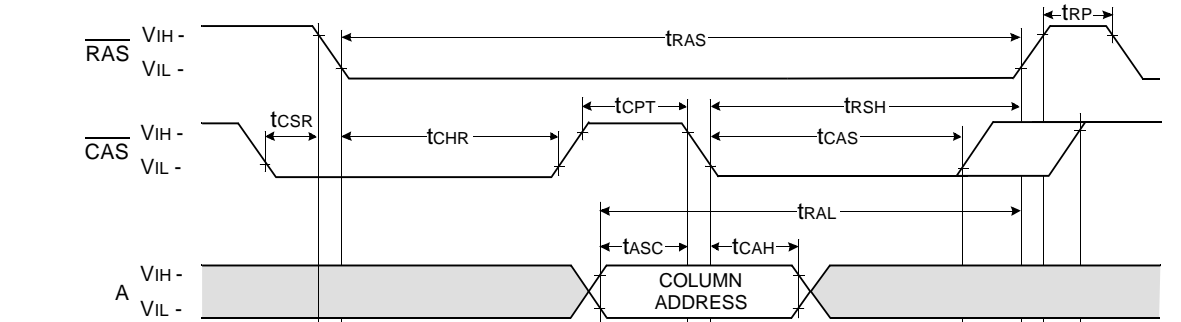 tRP
RAS
VIH -
VIL -
tRAS
CAS
VIH -
VIL -
tCSR
tCHR
tCPT
tRSH
tCAS
tRAL
tASC
tCAH
A
VIH -
VIL -
COLUMN
ADDRESS